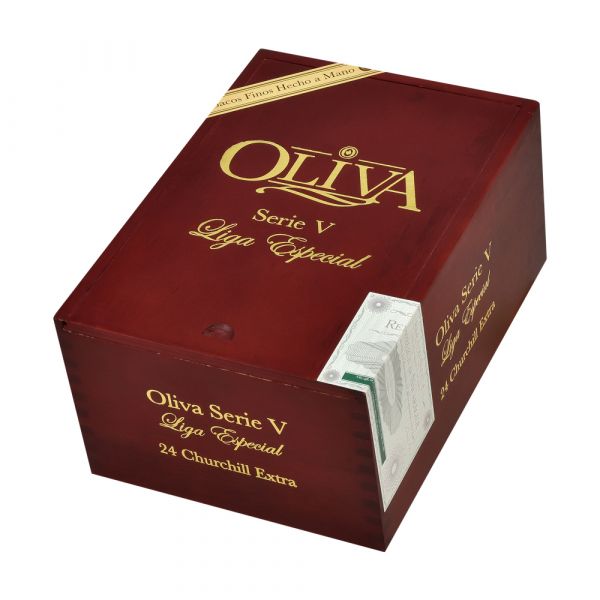 Tabacos Finos Hecho a Mano
OLIVA
Serie V
Liga Especial
Oliva Serie V
Liga Especial
24 Churchill Extra
Oliva Serie V
Liga Especial
24 Churchill Extra